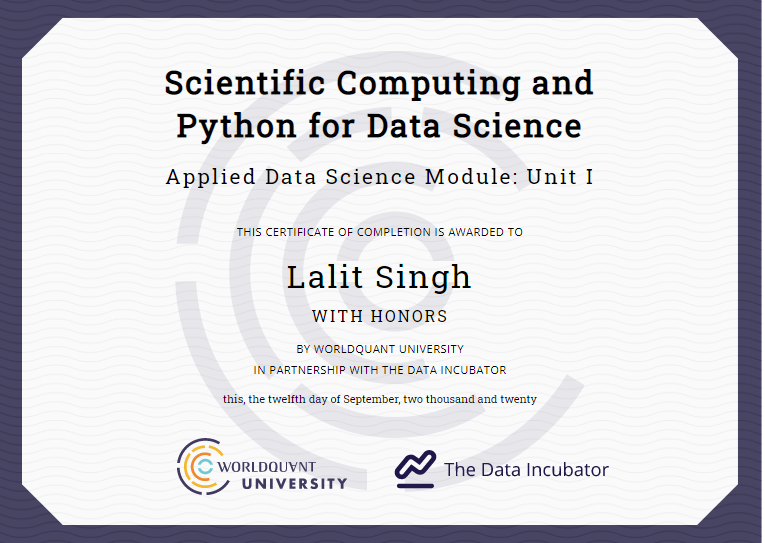 Scientific Computing and
Python for Data Science
Applied Data Science Module: Unit I
THIS CERTIFICATE OF COMPLETION IS AWARDED TO
Lalit Singh
WITH HONORS
BY WORLDQUANT UNIVERSITY
IN PARTNERSHIP WITH THE DATA INCUBATOR
this, the twelfth day of September, two thousand and twenty
WORLDQUANT
UNIVERSITY
The Data Incubator